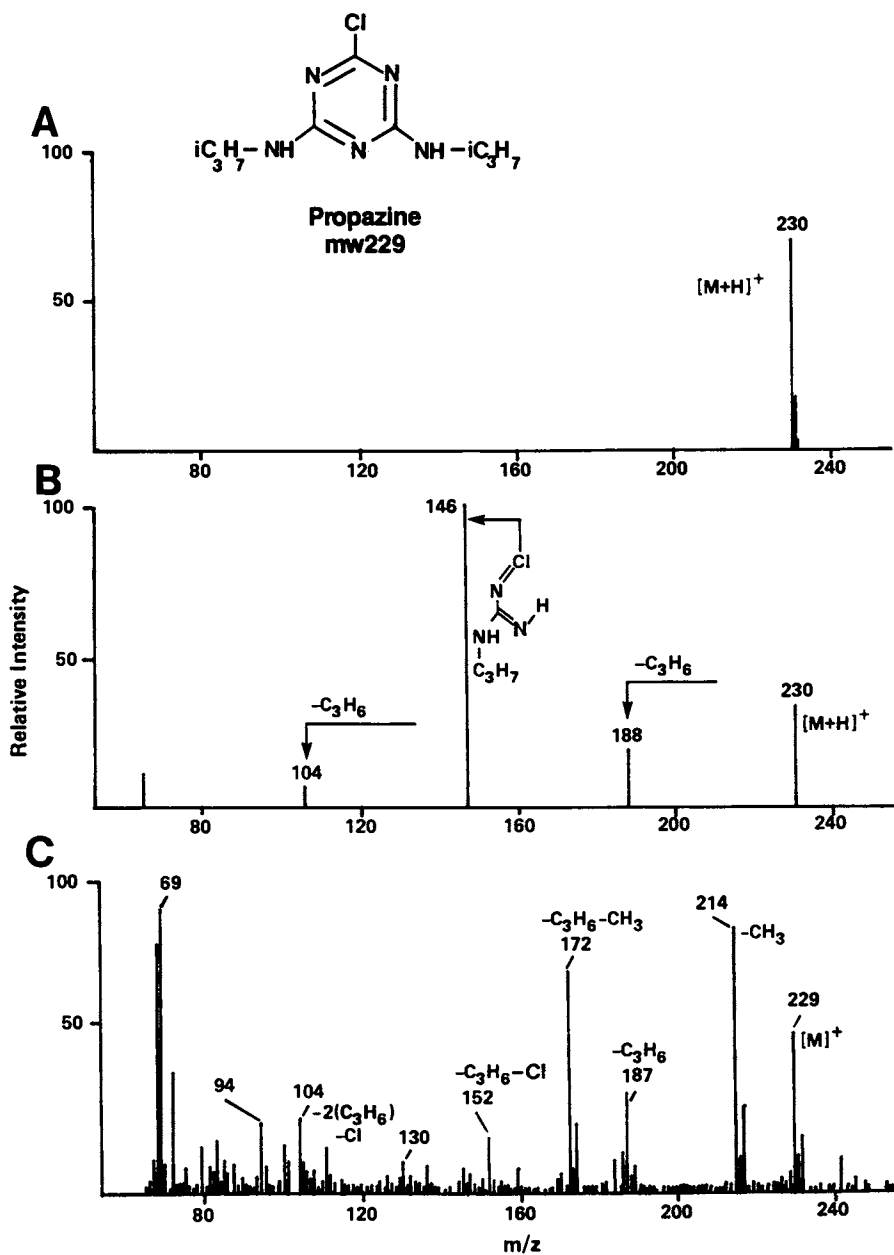 Cl
N N
A
iC3H7-NH N NH-iC3H7
100
Propazine
mw229
230
[M+H]+
50
80 120 160 200 240
B
100
146
Cl
N
H
NH N
C3H7
50
-C3H6
-C3H6
230
[M+H]+
188
104
80 120 160 200 240
Relative Intensity
C
100
69
-C3H6-CH3
172
214
-CH3
229
[M]+
50
-C3H6
187
-C3H6-Cl
152
94
104
-2(C3H6)
-Cl
130
80 120 160 200 240
m/z